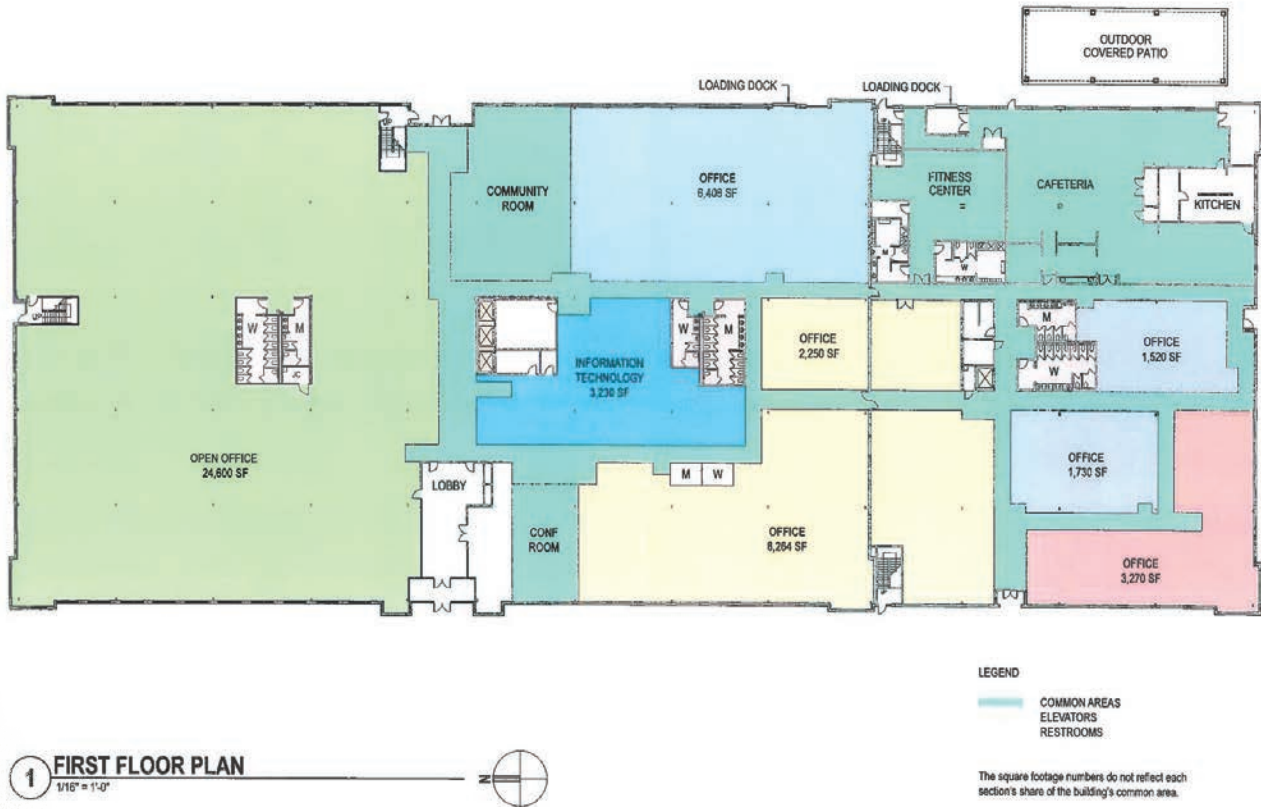 OUTDOOR
COVERED PATIO
LOADING DOCK
LOADING DOCK
UP
COMMUNITY
ROOM
OFFICE
6,408 SF
FITNESS
CENTER
CAFETERIA
KITCHEN
M
W
UP
W
M
JC
W
M
INFORMATION
TECHNOLOGY
3,230 SF
OFFICE
2,250 SF
M
W
OFFICE
1,520 SF
OPEN OFFICE
24,600 SF
LOBBY
M
W
CONF
ROOM
OFFICE
8,264 SF
OFFICE
1,730 SF
OFFICE
3,270 SF
LEGEND
COMMON AREAS
ELEVATORS
RESTROOMS
The square footage numbers do not reflect each
section's share of the building's common area.
1 FIRST FLOOR PLAN
1/16" = 1'-0"
N